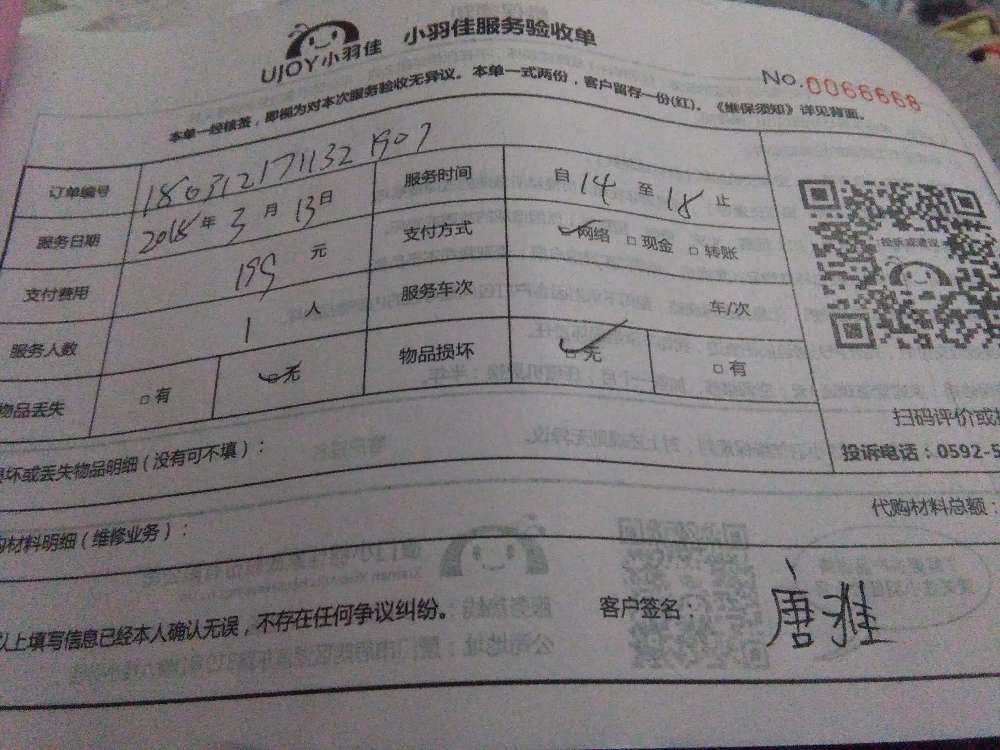 UJOY小羽佳 小羽佳服务验收单
No.0066668
本单一经核签，即视为对本次服务验收无异议。本单一式两份，客户留存一份(红)。《维保须知》详见背面。
订单编号 180312171132 1907 服务时间 自 14 至 18 止
服务日期 2018 年 3 月 13 日 支付方式 网络 现金 转账
支付费用 199 元 服务车次 车/次
服务人数 1 人 物品损坏 无 有
物品丢失 有 无
投诉或建议
扫码评价或
投诉电话：0592-5
坏或丢失物品明细（没有可不填）：
代购材料总额：
购材料明细（维修业务）：
以上填写信息已经本人确认无误，不存在任何争议纠纷。 客户签名：唐雅